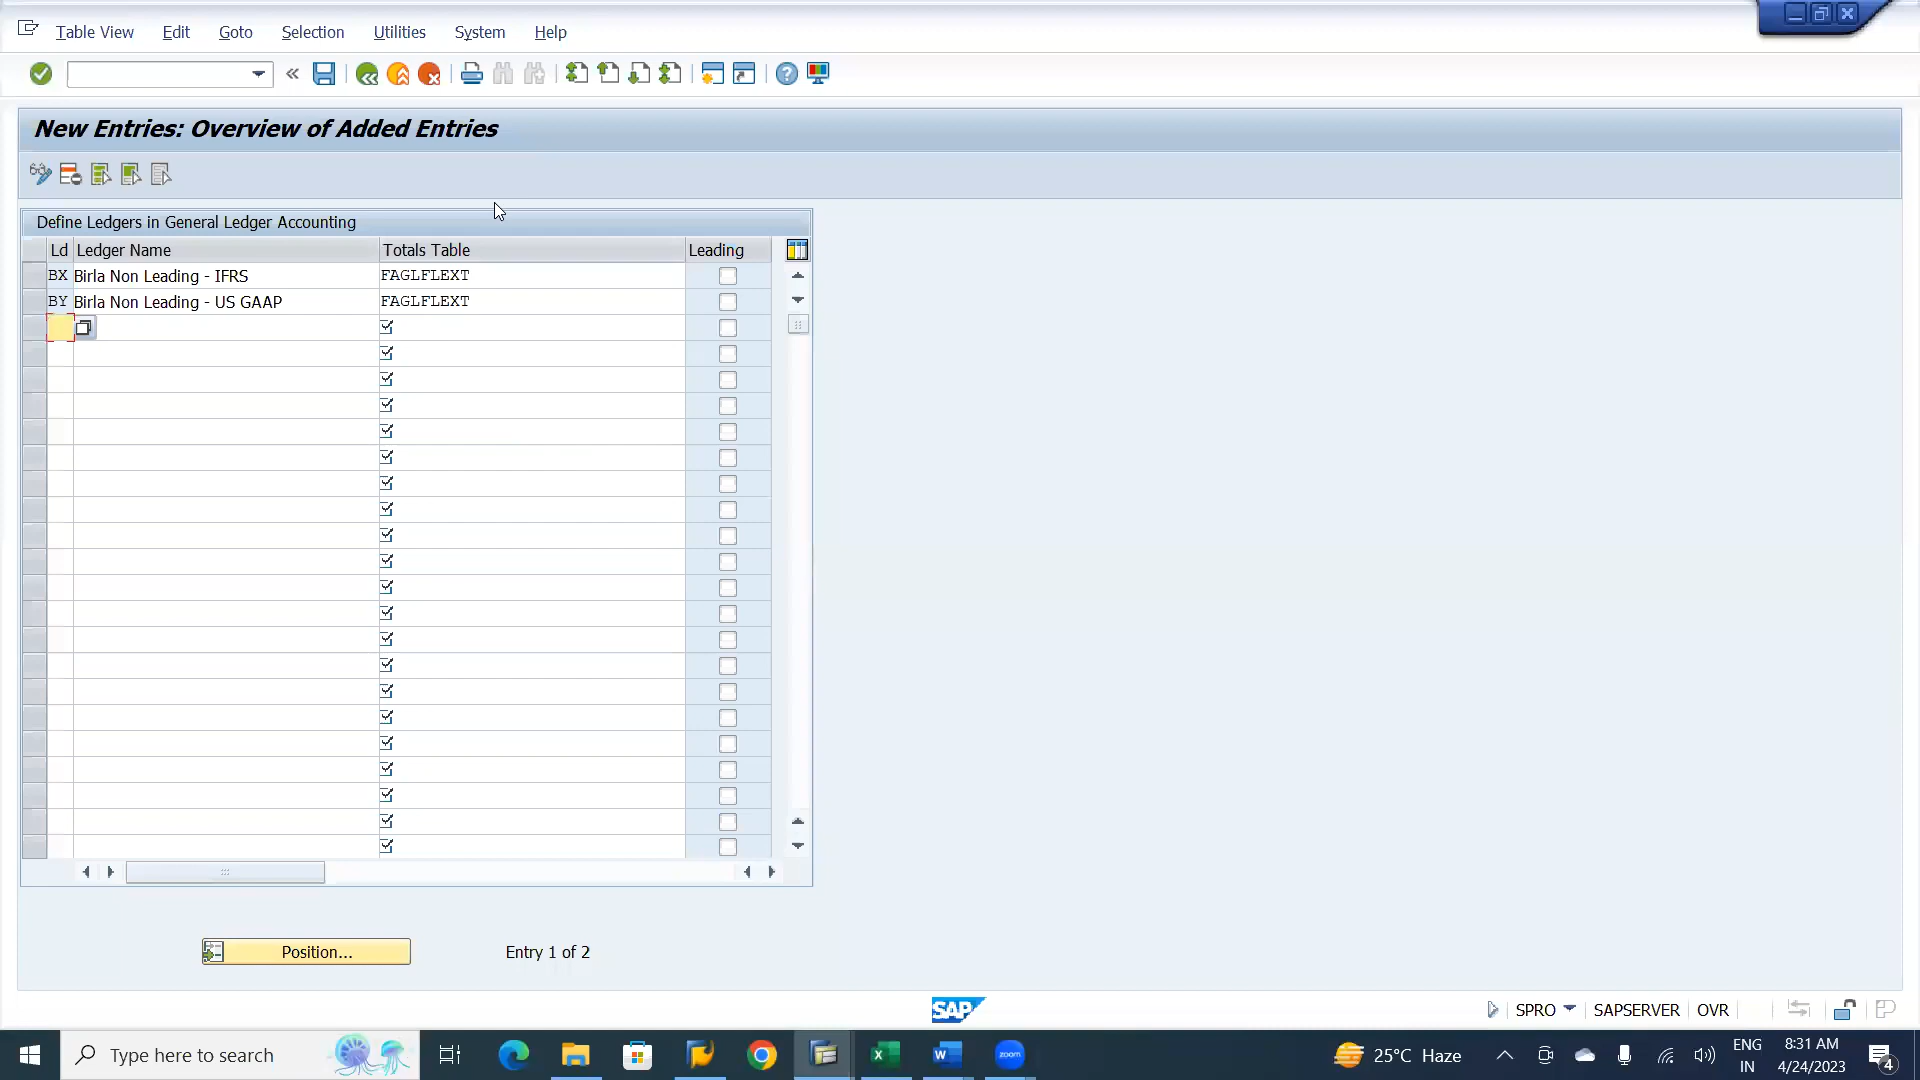 Table View Edit Goto Selection Utilities System Help
New Entries: Overview of Added Entries
Define Ledgers in General Ledger Accounting
Ld Ledger Name Totals Table Leading
BX Birla Non Leading - IFRS FAGLFLEXT
BY Birla Non Leading - US GAAP FAGLFLEXT
Position... Entry 1 of 2
SAP SPRO SAPSERVER OVR
Type here to search zoom 25°C Haze ENG IN 8:31 AM 4/24/2023 4